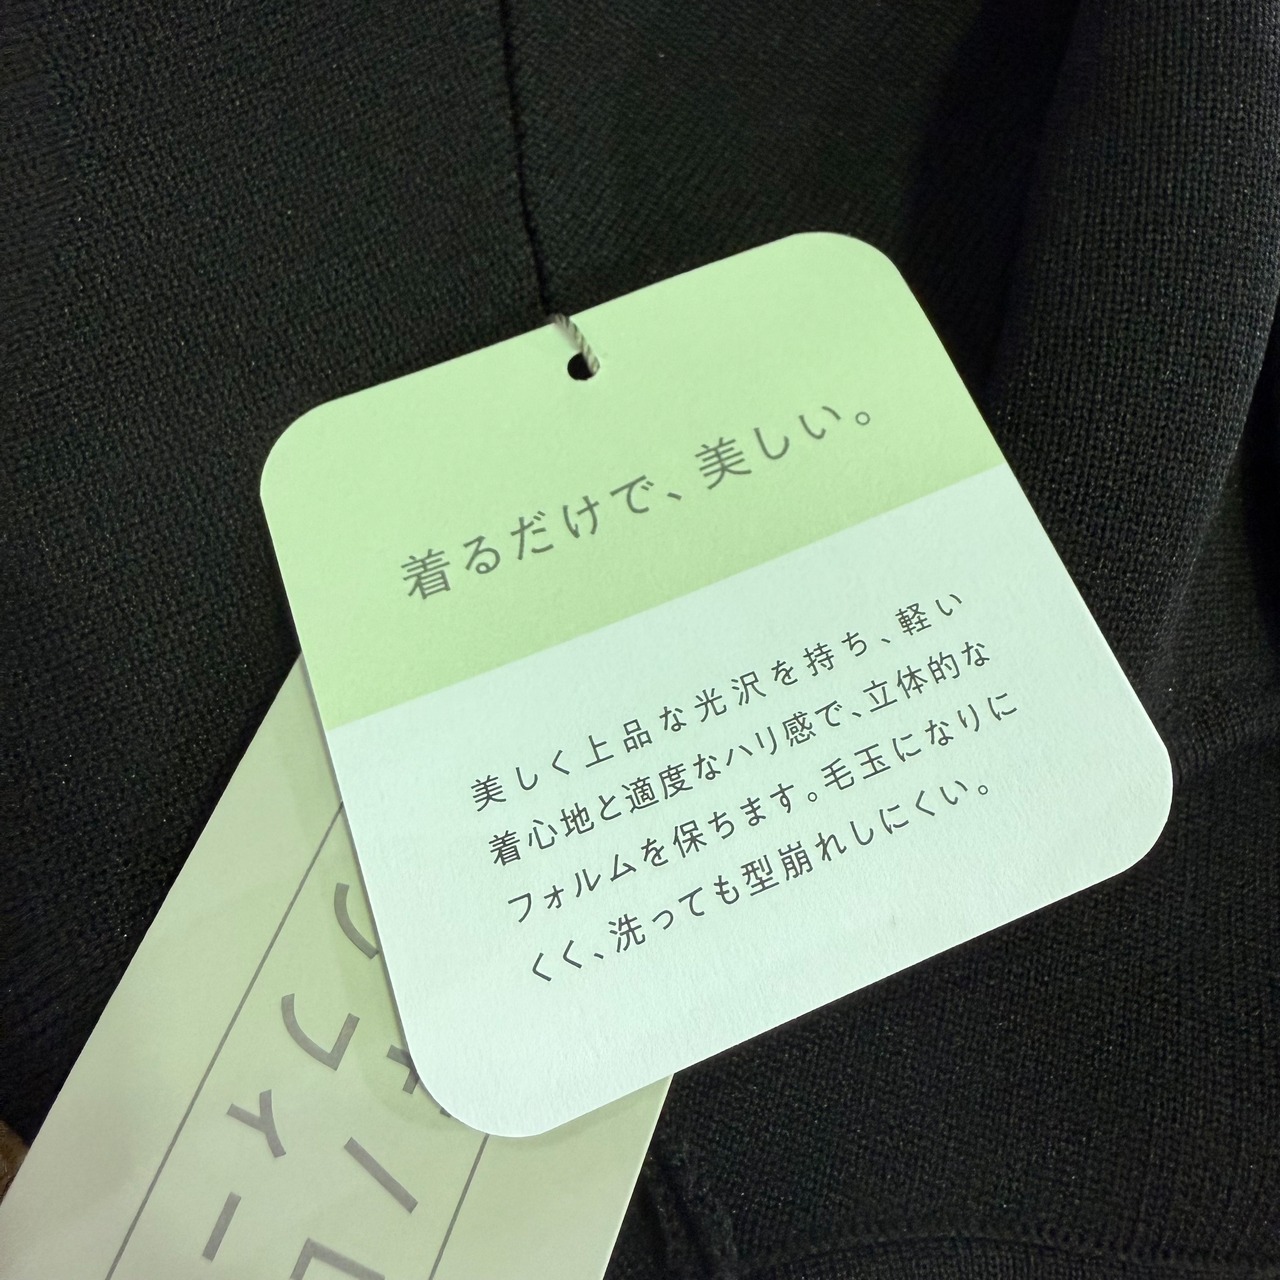 着るだけで、美しい。
美しく上品な光沢を持ち、軽い
着心地と適度なハリ感で、立体的な
フォルムを保ちます。毛玉になりに
くく、洗っても型崩れしにくい。
フィー